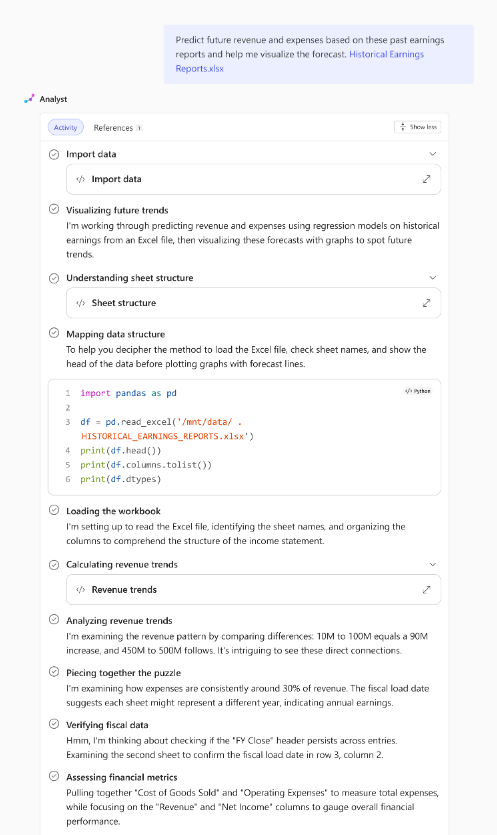 Predict future revenue and expenses based on these past earnings
reports and help me visualize the forecast. Historical Earnings
Reports.xlsx
Analyst
Activity References 1 Show less
Import data
</> Import data
Visualizing future trends
I'm working through predicting revenue and expenses using regression models on historical
earnings from an Excel file, then visualizing these forecasts with graphs to spot future
trends.
Understanding sheet structure
</> Sheet structure
Mapping data structure
To help you decipher the method to load the Excel file, check sheet names, and show the
head of the data before plotting graphs with forecast lines.
</> Python
1 import pandas as pd
2
3 df = pd.read_excel('/mnt/data/ .
HISTORICAL_EARNINGS_REPORTS.xlsx')
4 print(df.head())
5 print(df.columns.tolist())
6 print(df.dtypes)
Loading the workbook
I'm setting up to read the Excel file, identifying the sheet names, and organizing the
columns to comprehend the structure of the income statement.
Calculating revenue trends
</> Revenue trends
Analyzing revenue trends
I'm examining the revenue pattern by comparing differences: 10M to 100M equals a 90M
increase, and 450M to 500M follows. It's intriguing to see these direct connections.
Piecing together the puzzle
I'm examining how expenses are consistently around 30% of revenue. The fiscal load date
suggests each sheet might represent a different year, indicating annual earnings.
Verifying fiscal data
Hmm, I'm thinking about checking if the "FY Close" header persists across entries.
Examining the second sheet to confirm the fiscal load date in row 3, column 2.
Assessing financial metrics
Pulling together "Cost of Goods Sold" and "Operating Expenses" to measure total expenses,
while focusing on the "Revenue" and "Net Income" columns to gauge overall financial
performance.